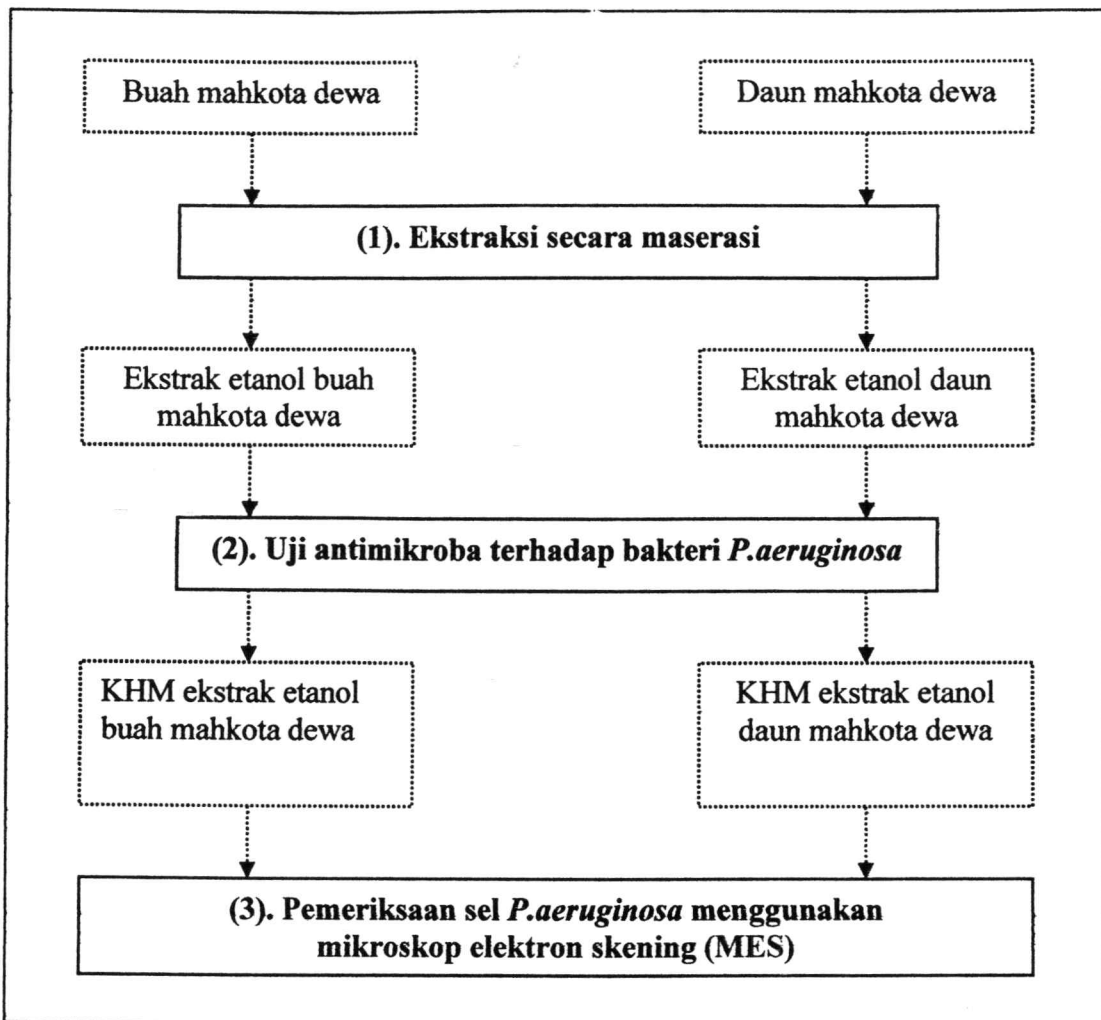 Buah mahkota dewa
Daun mahkota dewa
(1). Ekstraksi secara maserasi
Ekstrak etanol buah
mahkota dewa
Ekstrak etanol daun
mahkota dewa
(2). Uji antimikroba terhadap bakteri P.aeruginosa
KHM ekstrak etanol
buah mahkota dewa
KHM ekstrak etanol
daun mahkota dewa
(3). Pemeriksaan sel P.aeruginosa menggunakan
mikroskop elektron skening (MES)